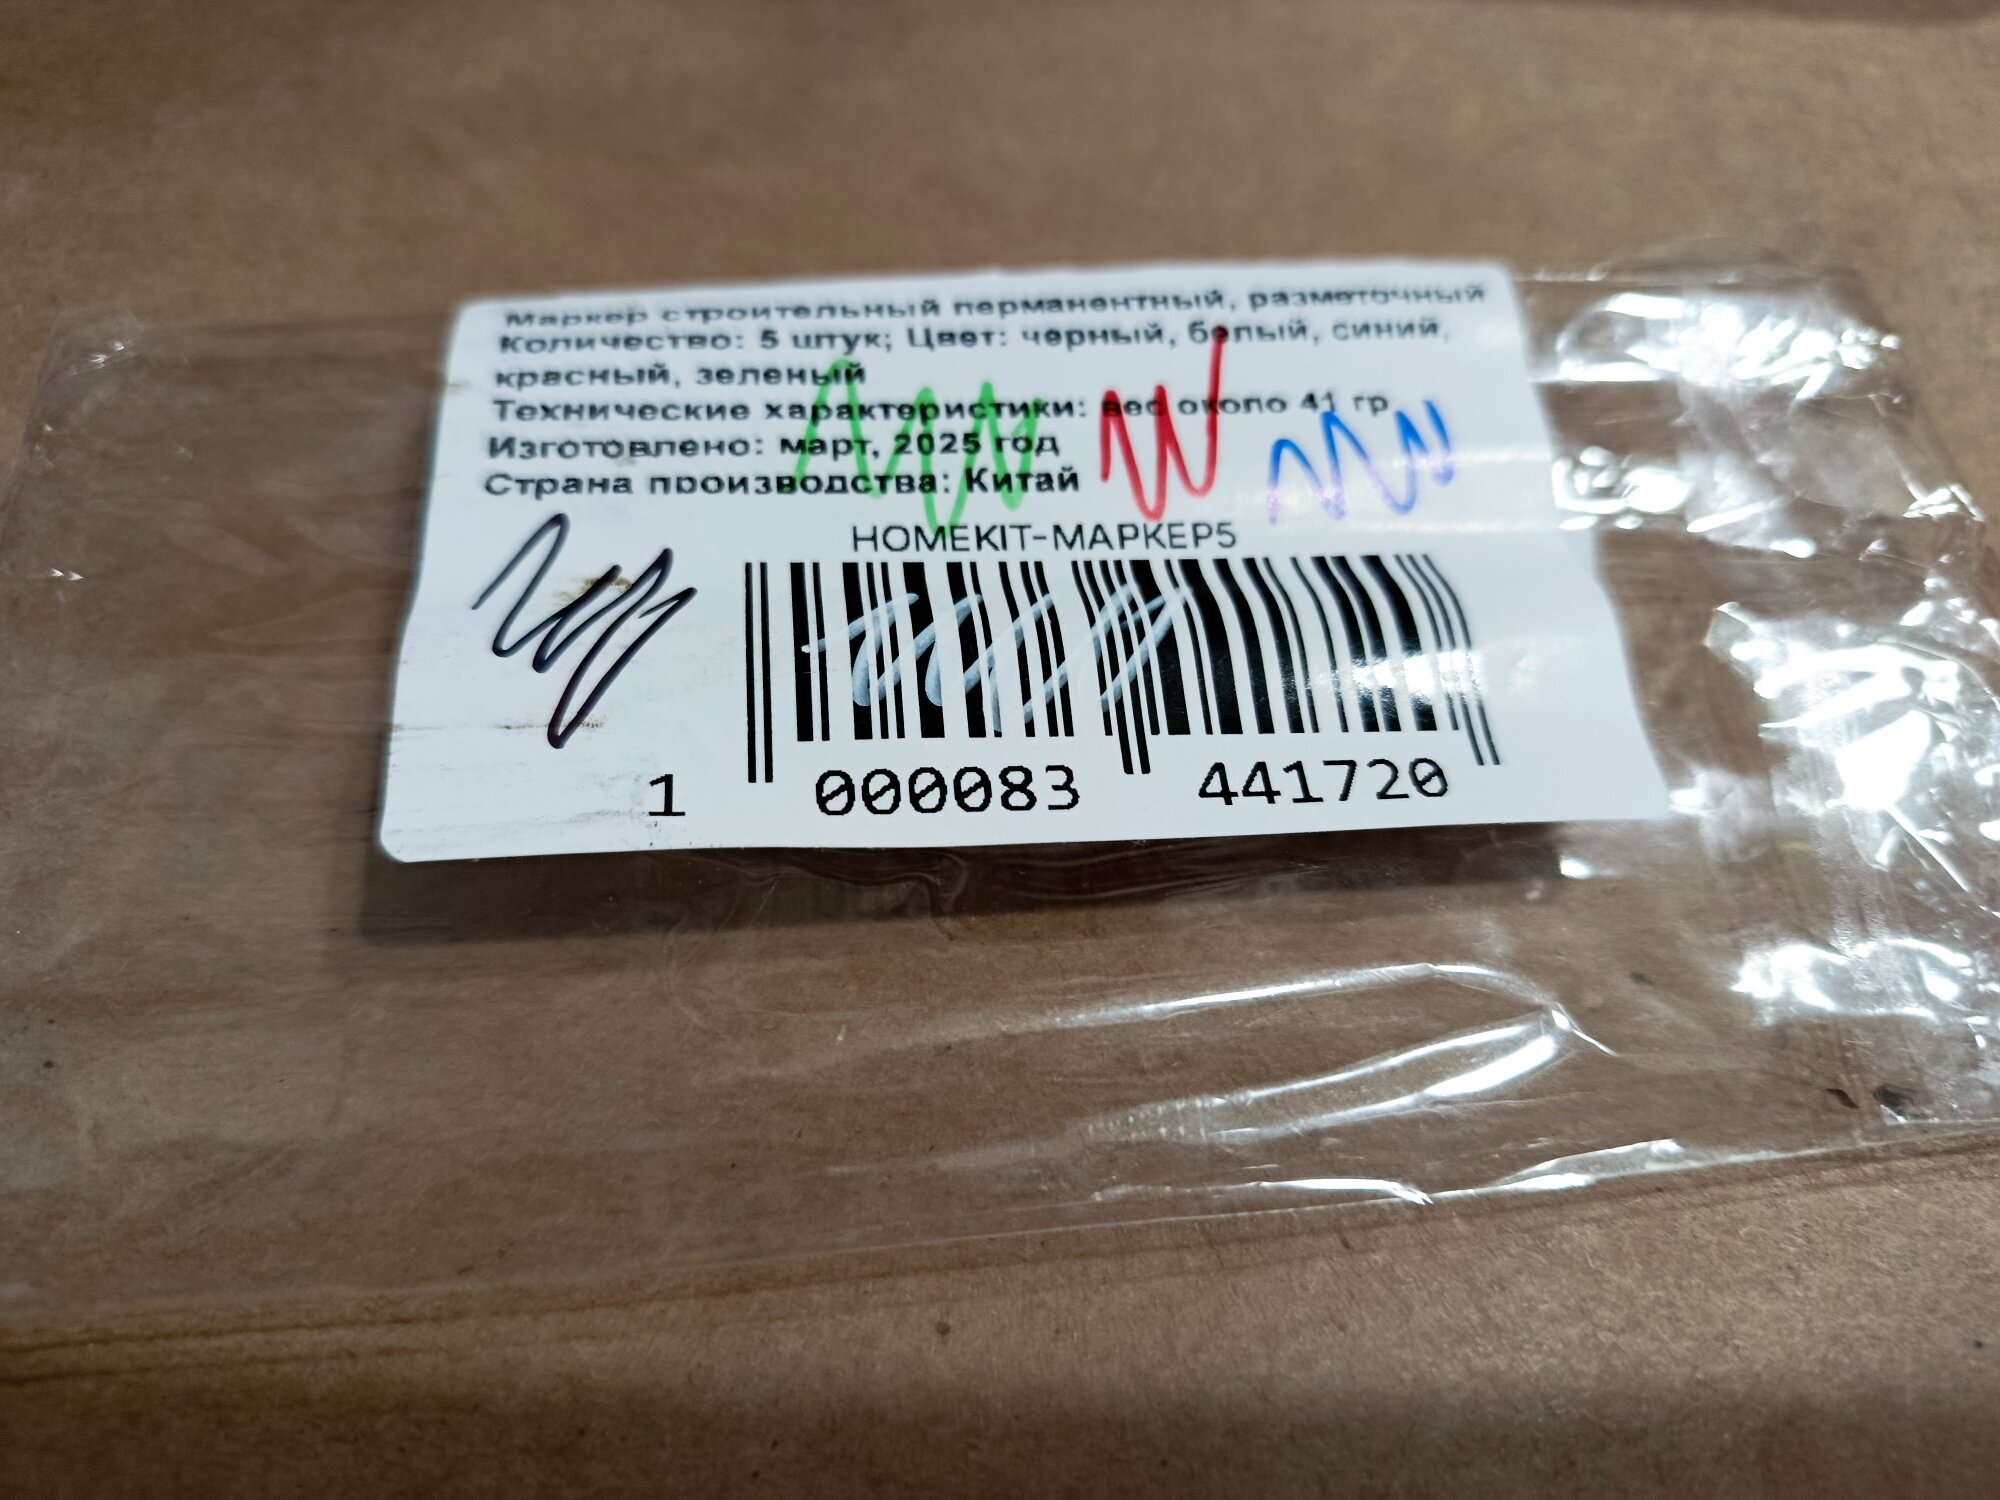 Маркер строительный перманентный, разметочный
Количество: 5 штук; Цвет: черный, белый, синий,
красный, зеленый
Технические характеристики: вес около 41 гр
Изготовлено: март, 2025 год
Страна производства: Китай
HOMEKIT-МАРКЕР5
1 000083 441720